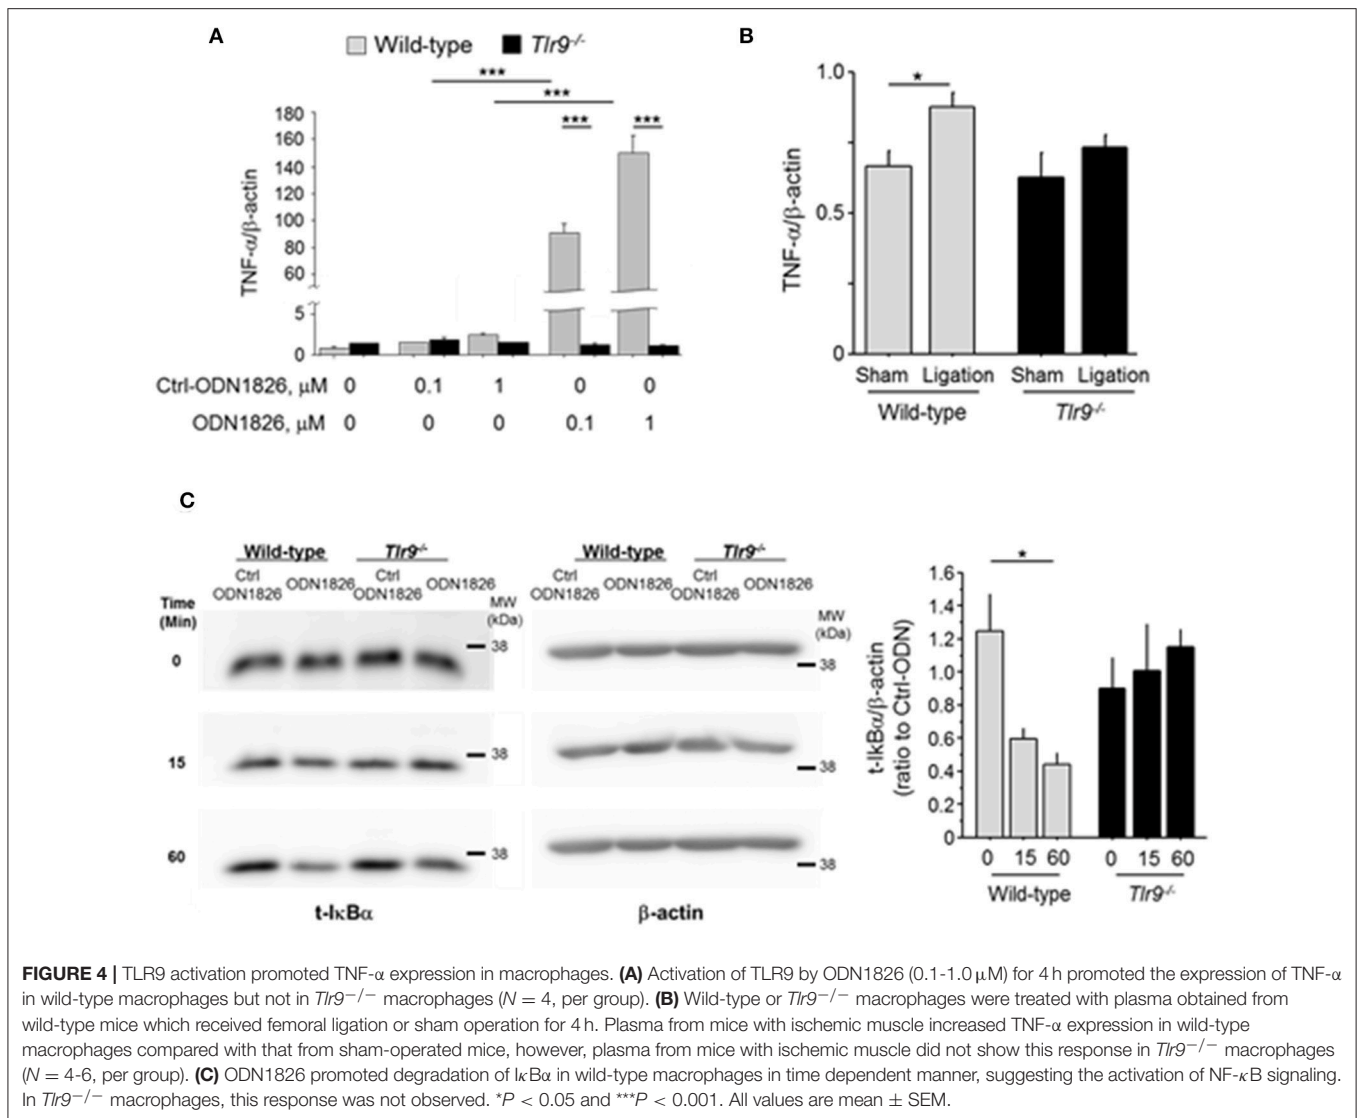 A
Wild-type Tlr9-/-
***
***
*** ***
TNF-α/β-actin
180
160
140
120
100
80
60
5
0
Ctrl-ODN1826, μM 0 0.1 1 0 0
ODN1826, μM 0 0 0 0.1 1
B
*
TNF-α/β-actin
1.0
0.5
0
Sham Ligation Sham Ligation
Wild-type Tlr9-/-
C
Wild-type Tlr9-/-
Ctrl ODN1826 ODN1826 Ctrl ODN1826 ODN1826
Time (Min)
MW (kDa)
0 38
15 38
60 38
t-IκBα
Wild-type Tlr9-/-
Ctrl ODN1826 ODN1826 Ctrl ODN1826 ODN1826
MW (kDa)
38
38
38
β-actin
*
t-IkBα/β-actin
(ratio to Ctrl-ODN)
1.6
1.4
1.2
1.0
0.8
0.6
0.4
0.2
0
0 15 60 0 15 60
Wild-type Tlr9-/-
FIGURE 4 | TLR9 activation promoted TNF-α expression in macrophages. (A) Activation of TLR9 by ODN1826 (0.1-1.0 μM) for 4 h promoted the expression of TNF-α
in wild-type macrophages but not in Tlr9−/− macrophages (N = 4, per group). (B) Wild-type or Tlr9−/− macrophages were treated with plasma obtained from
wild-type mice which received femoral ligation or sham operation for 4 h. Plasma from mice with ischemic muscle increased TNF-α expression in wild-type
macrophages compared with that from sham-operated mice, however, plasma from mice with ischemic muscle did not show this response in Tlr9−/− macrophages
(N = 4-6, per group). (C) ODN1826 promoted degradation of IκBα in wild-type macrophages in time dependent manner, suggesting the activation of NF-κB signaling.
In Tlr9−/− macrophages, this response was not observed. *P < 0.05 and ***P < 0.001. All values are mean ± SEM.